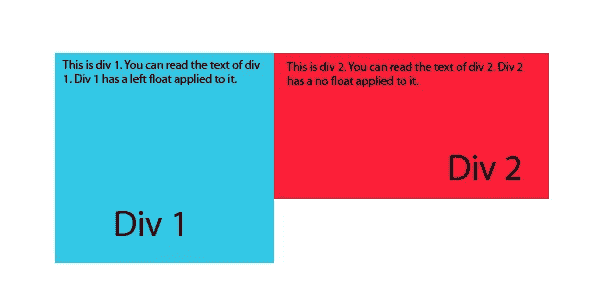 This is div 1. You can read the text of div
1. Div 1 has a left float applied to it.
Div 1
This is div 2. You can read the text of div 2. Div 2
has a no float applied to it.
Div 2